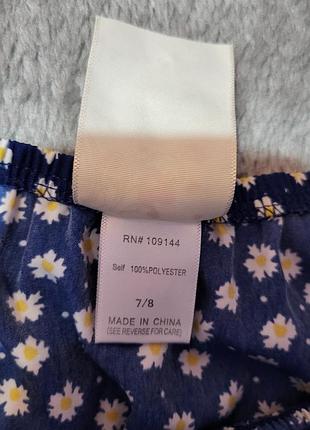 RN# 109144
Self 100%POLYESTER
7/8
MADE IN CHINA
(SEE REVERSE FOR CARE)